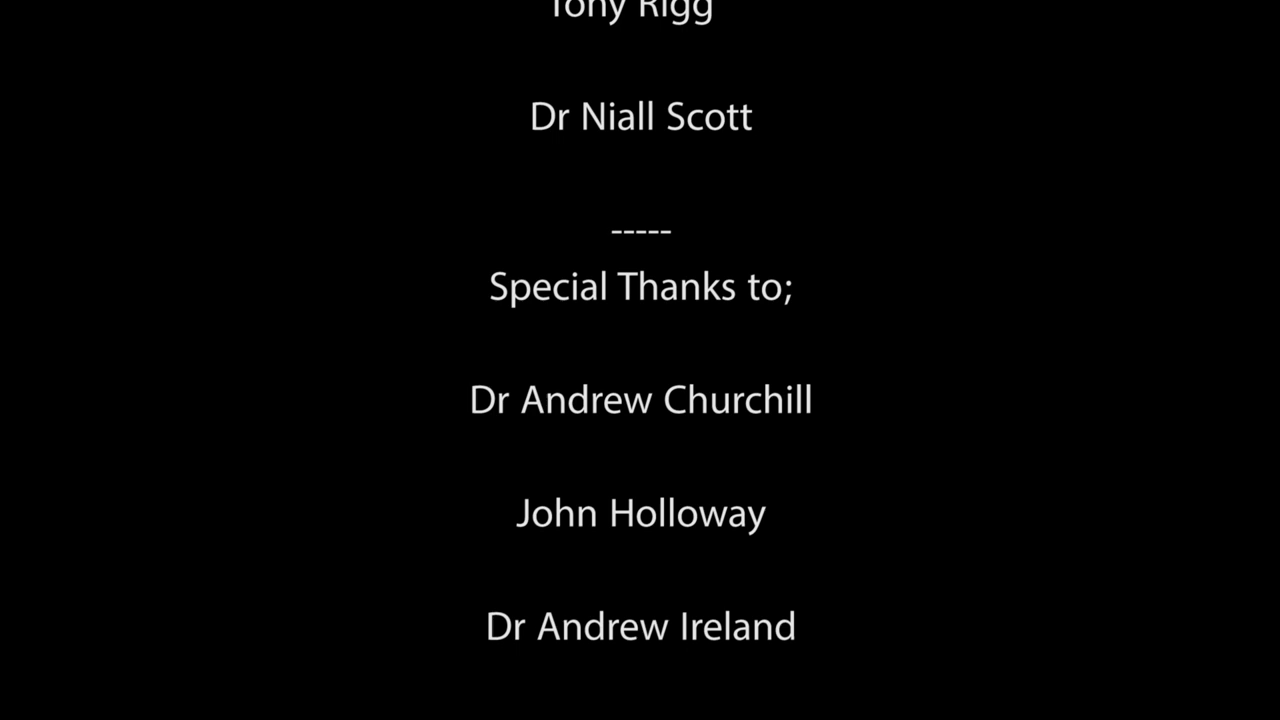 Tony Rigg
Dr Niall Scott
-----
Special Thanks to;
Dr Andrew Churchill
John Holloway
Dr Andrew Ireland